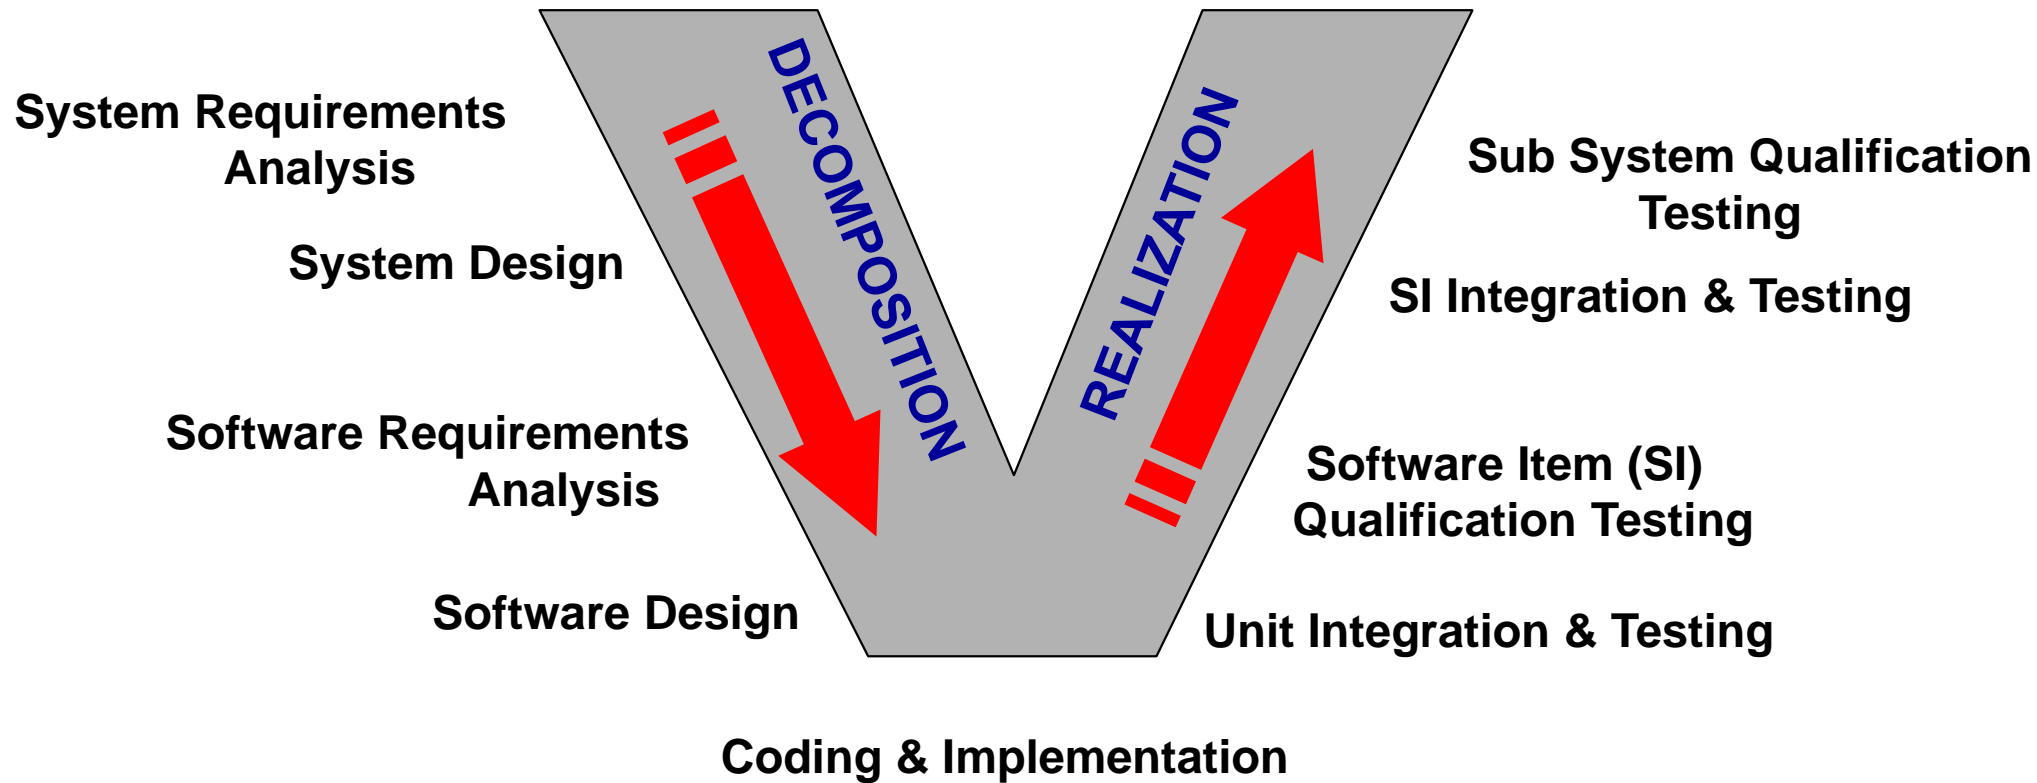 System Requirements
Analysis
System Design
Software Requirements
Analysis
Software Design
DECOMPOSITION
Coding & Implementation
REALIZATION
Sub System Qualification
Testing
SI Integration & Testing
Software Item (SI)
Qualification Testing
Unit Integration & Testing